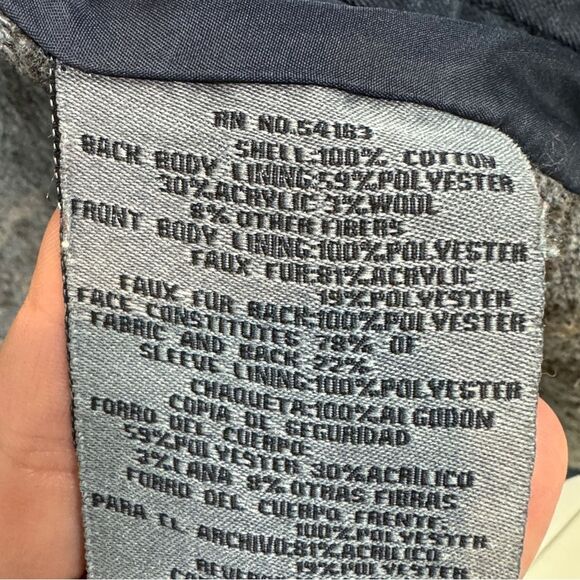 RN NO.54163
SHELL:100% COTTON
BACK BODY LINING:59%POLYESTER
30%ACRYLIC 3%WOOL
8% OTHER FIBERS
FRONT BODY LINING:100%POLYESTER
FAUX FUR:81%ACRYLIC
19%POLYESTER
FAUX FUR BACK:100%POLYESTER
FACE CONSTITUTES 78% OF
FABRIC AND BACK 22%
SLEEVE LINING:100%POLYESTER
CHAQUETA:100%ALGODON
COPIA DE SEGURIDAD
FORRO DEL CUERPO:
59%POLYESTER 30%ACRILICO
3%LANA 8% OTRAS FIBRAS
FORRO DEL CUERPO FRENTE:
100%POLYESTER
PARA EL ARCHIVO:81%ACRILICO
19%POLYESTER